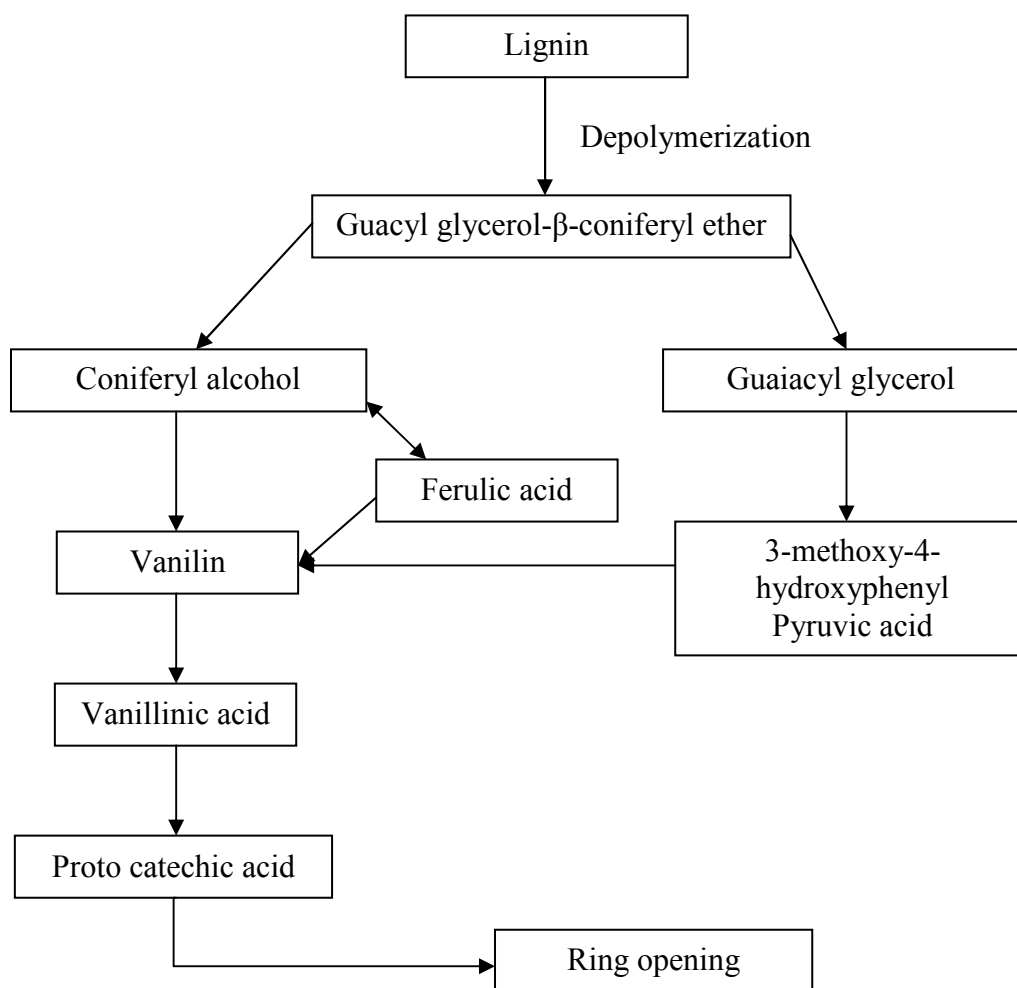 Lignin
Depolymerization
Guacyl glycerol-β-coniferyl ether
Coniferyl alcohol
Guaiacyl glycerol
Ferulic acid
Vanilin
3-methoxy-4-
hydroxyphenyl
Pyruvic acid
Vanillinic acid
Proto catechic acid
Ring opening